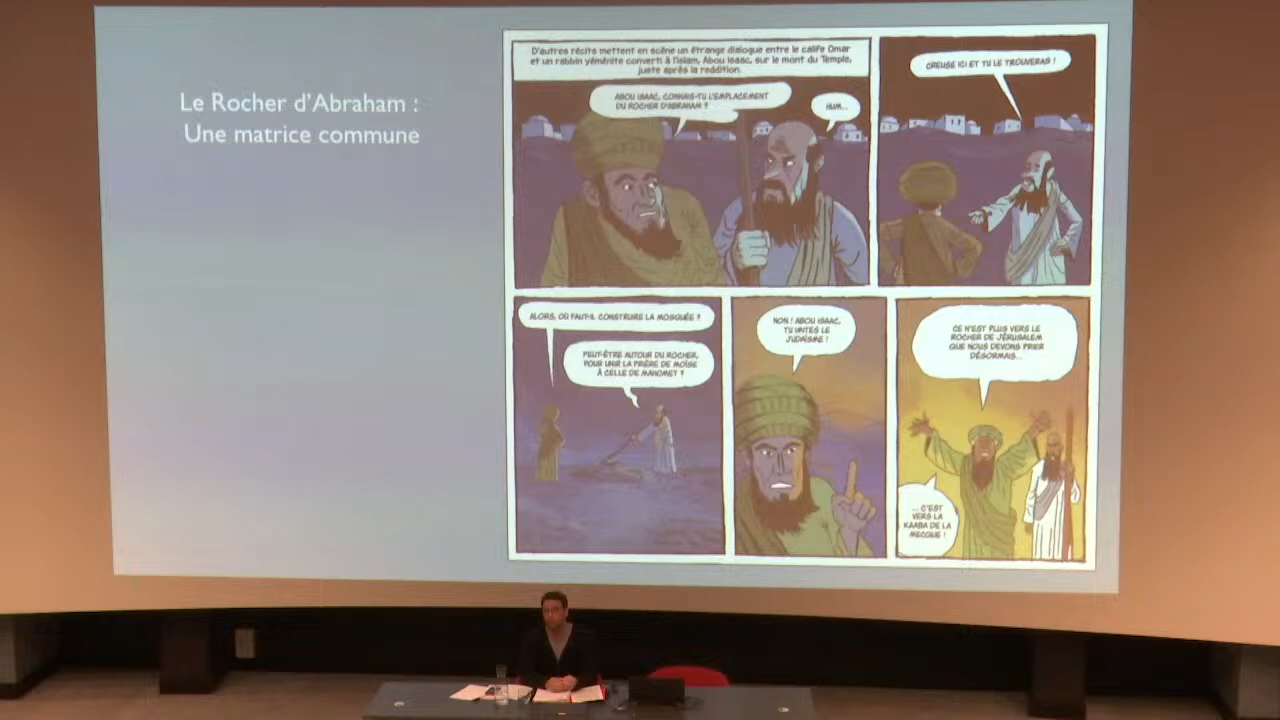 Le Rocher d'Abraham :
Une matrice commune
D'autres récits mettent en scène un étrange dialogue entre le calife Omar
et un rabbin yéménite converti à l'islam, Abou Isaac, sur le mont du Temple,
juste après la reddition.
ABOU ISAAC, CONNAIS-TU L'EMPLACEMENT
DU ROCHER D'ABRAHAM ?
HUM...
CREUSE ICI ET TU LE TROUVERAS !
ALORS, OÙ FAUT-IL CONSTRUIRE LA MOSQUÉE ?
PEUT-ÊTRE AUTOUR DU ROCHER,
POUR UNIR LA PRIÈRE DE MOÏSE
À CELLE DE MAHOMET ?
NON ! ABOU ISAAC,
TU IMITES LE
JUDAÏSME !
CE N'EST PLUS VERS LE
ROCHER DE JÉRUSALEM
QUE NOUS DEVONS PRIER
DÉSORMAIS...
... C'EST
VERS LA
KAABA DE LA
MECQUE !